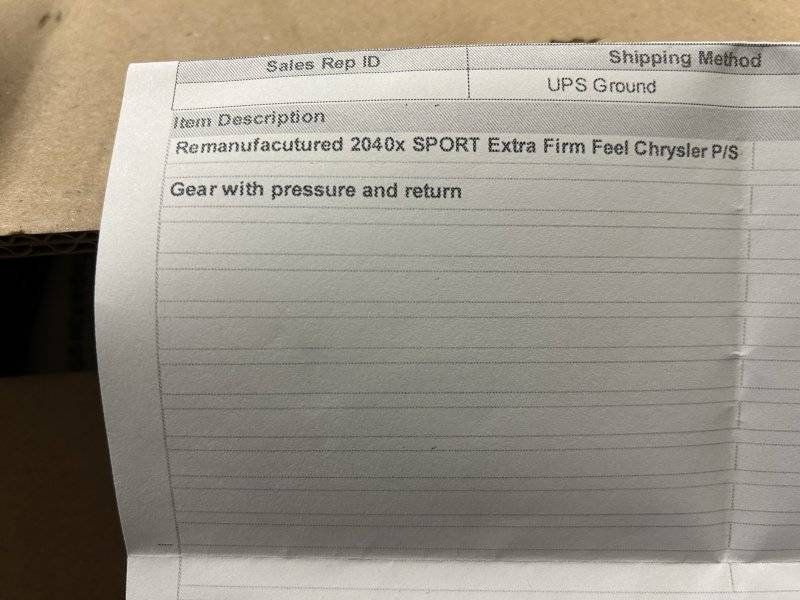 Sales Rep ID
Shipping Method
UPS Ground
Item Description
Remanufacutured 2040x SPORT Extra Firm Feel Chrysler P/S
Gear with pressure and return